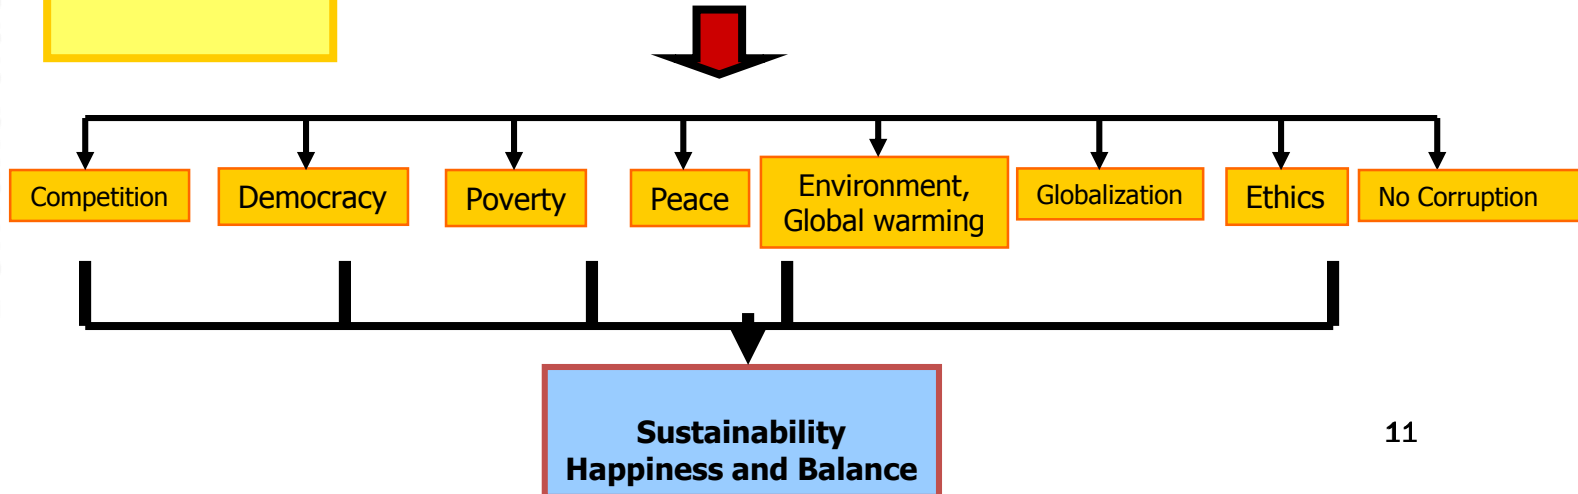 Competition
Democracy
Poverty
Peace
Environment,
Global warming
Globalization
Ethics
No Corruption
Sustainability
Happiness and Balance
11